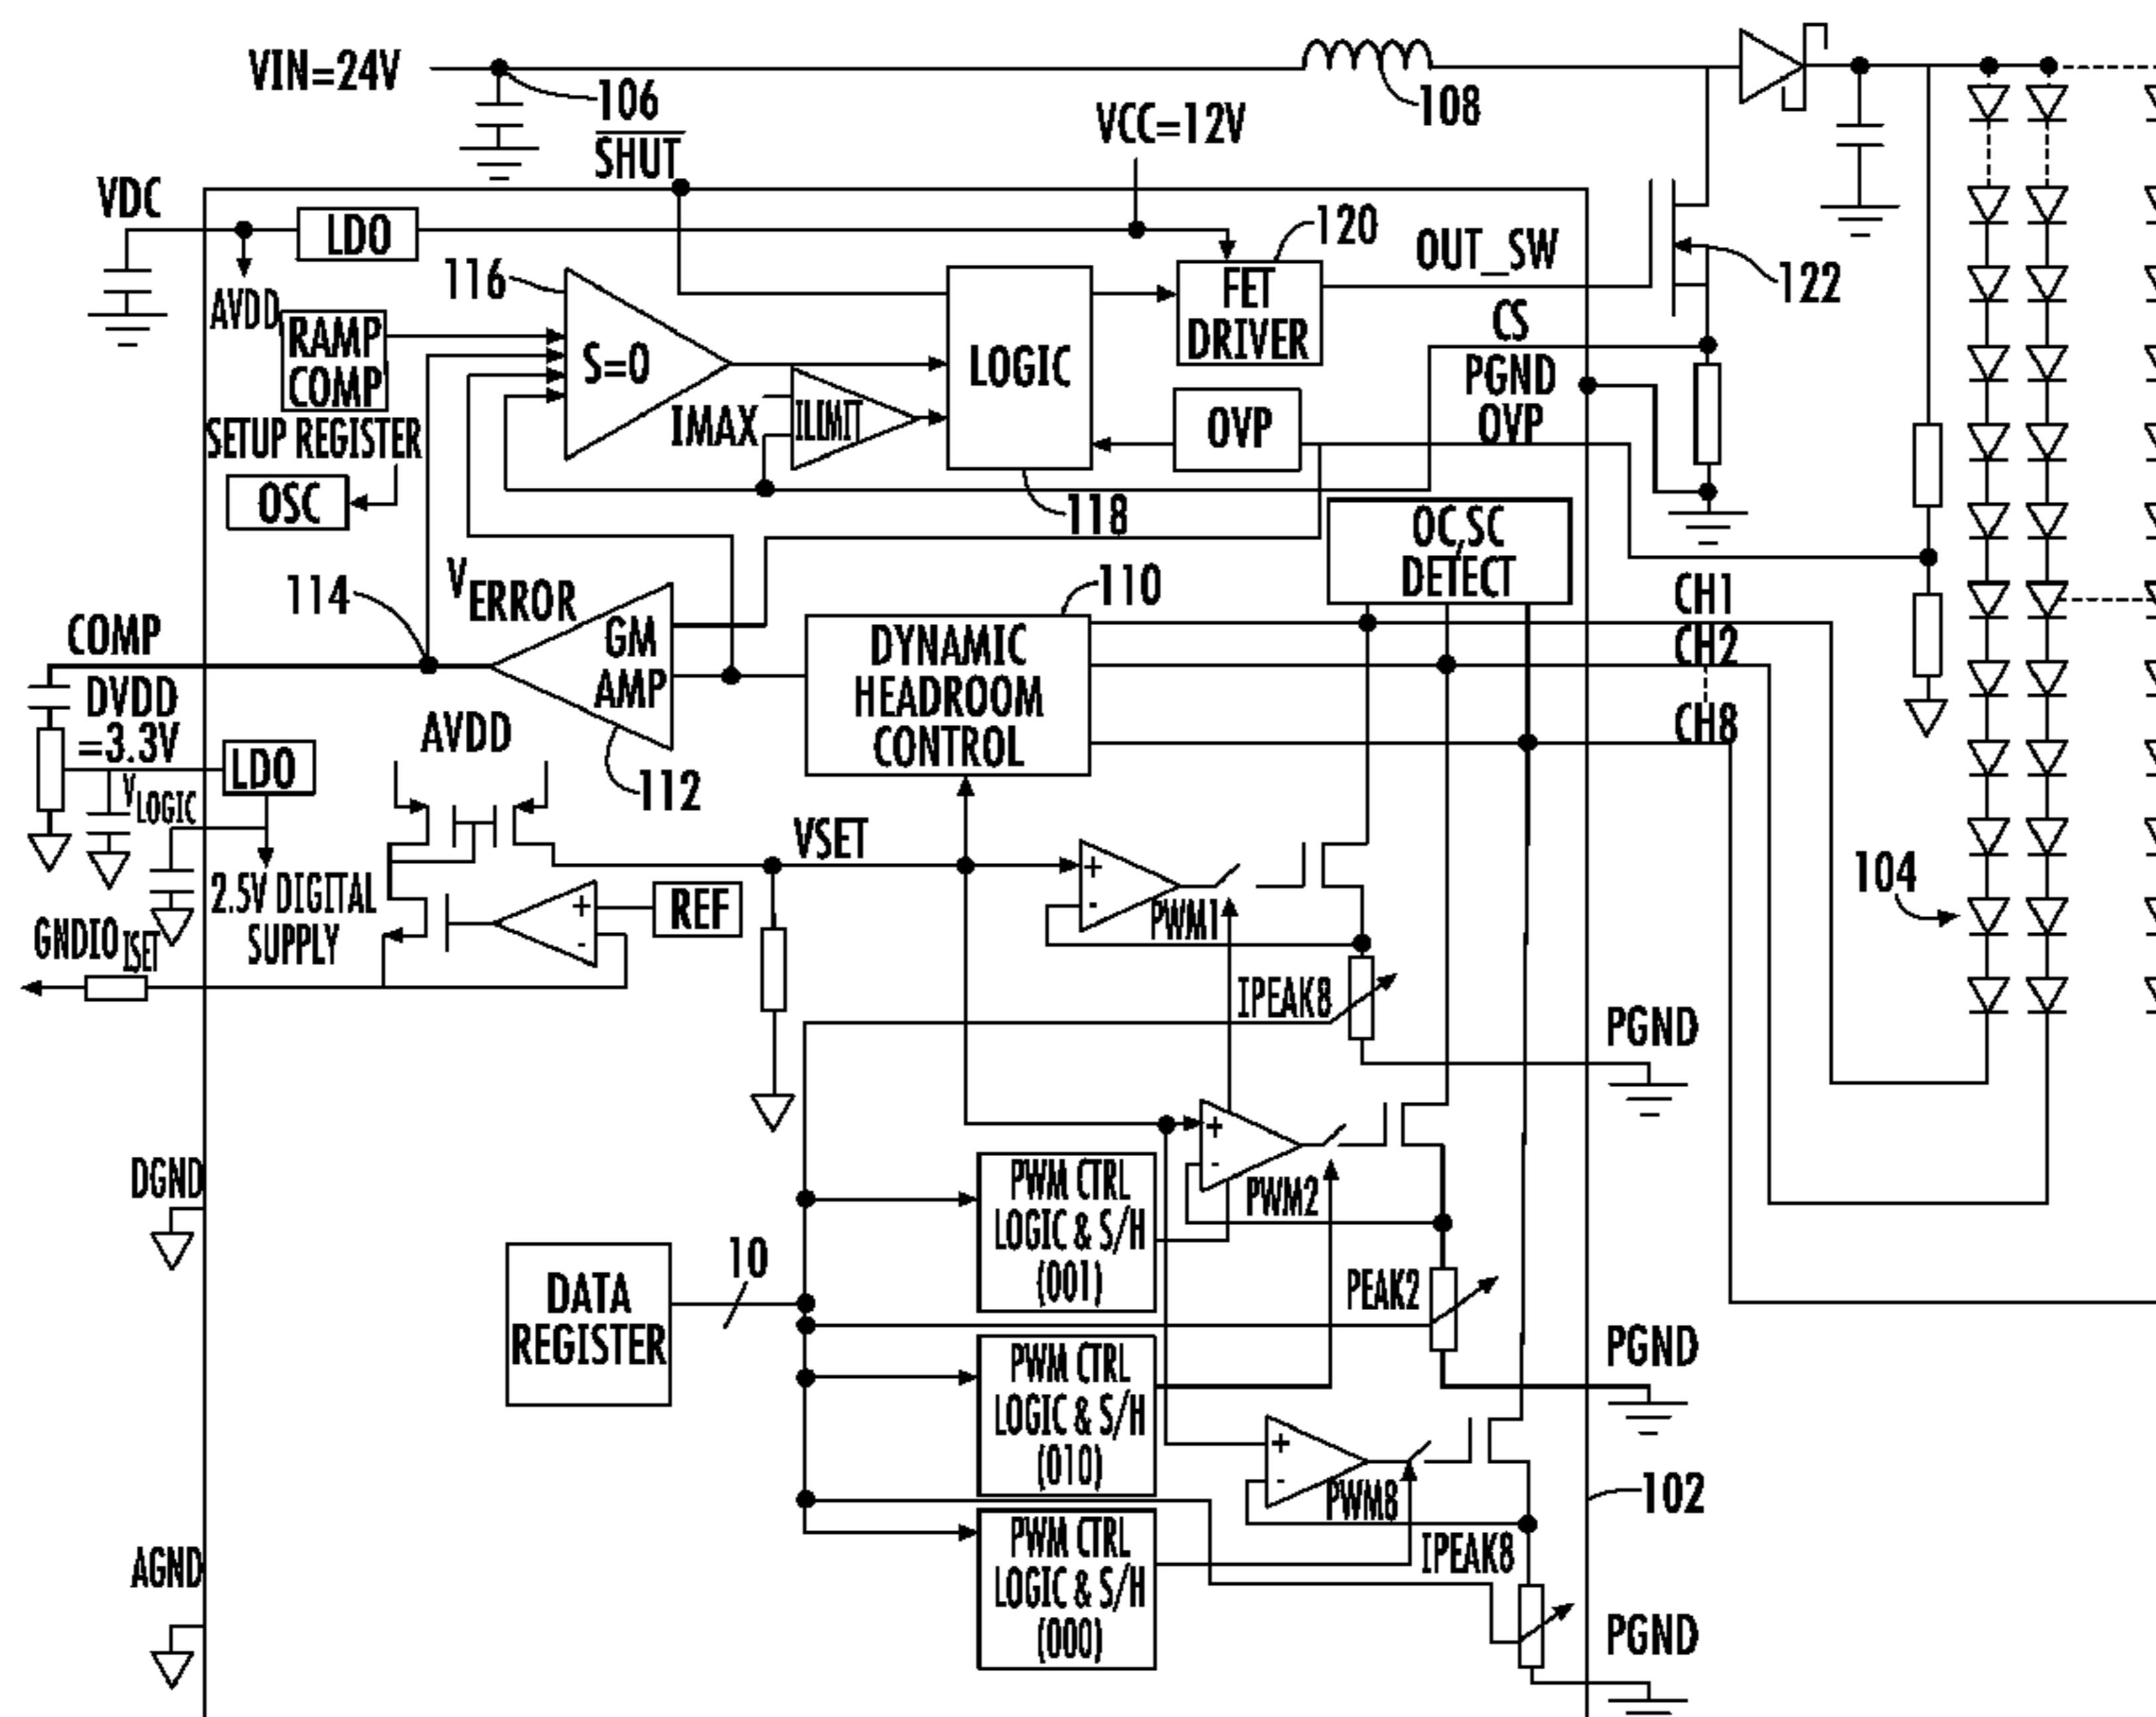 VIN=24V
106
108
SHUT
VCC=12V
VDC
LDO
AVDD
116
120
OUT_SW
122
RAMP
COMP
S=0
LOGIC
FET
DRIVER
CS
PGND
OVP
SETUP REGISTER
OSC
IMAX
ILIMIT
OVP
118
OC,SC
DETECT
114
VERROR
COMP
GM
AMP
112
110
DYNAMIC
HEADROOM
CONTROL
CH1
CH2
CH8
DVDD
=3.3V
VLOGIC
LDO
AVDD
2.5V DIGITAL
SUPPLY
GNDIO ISET
REF
VSET
+
-
+
-
PWM1
104
IPEAK8
PGND
+
-
PWM2
DGND
PWM CTRL
LOGIC & S/H
(001)
DATA
REGISTER
10
PEAK2
PGND
PWM CTRL
LOGIC & S/H
(010)
+
-
PWM8
102
IPEAK8
AGND
PWM CTRL
LOGIC & S/H
(000)
PGND